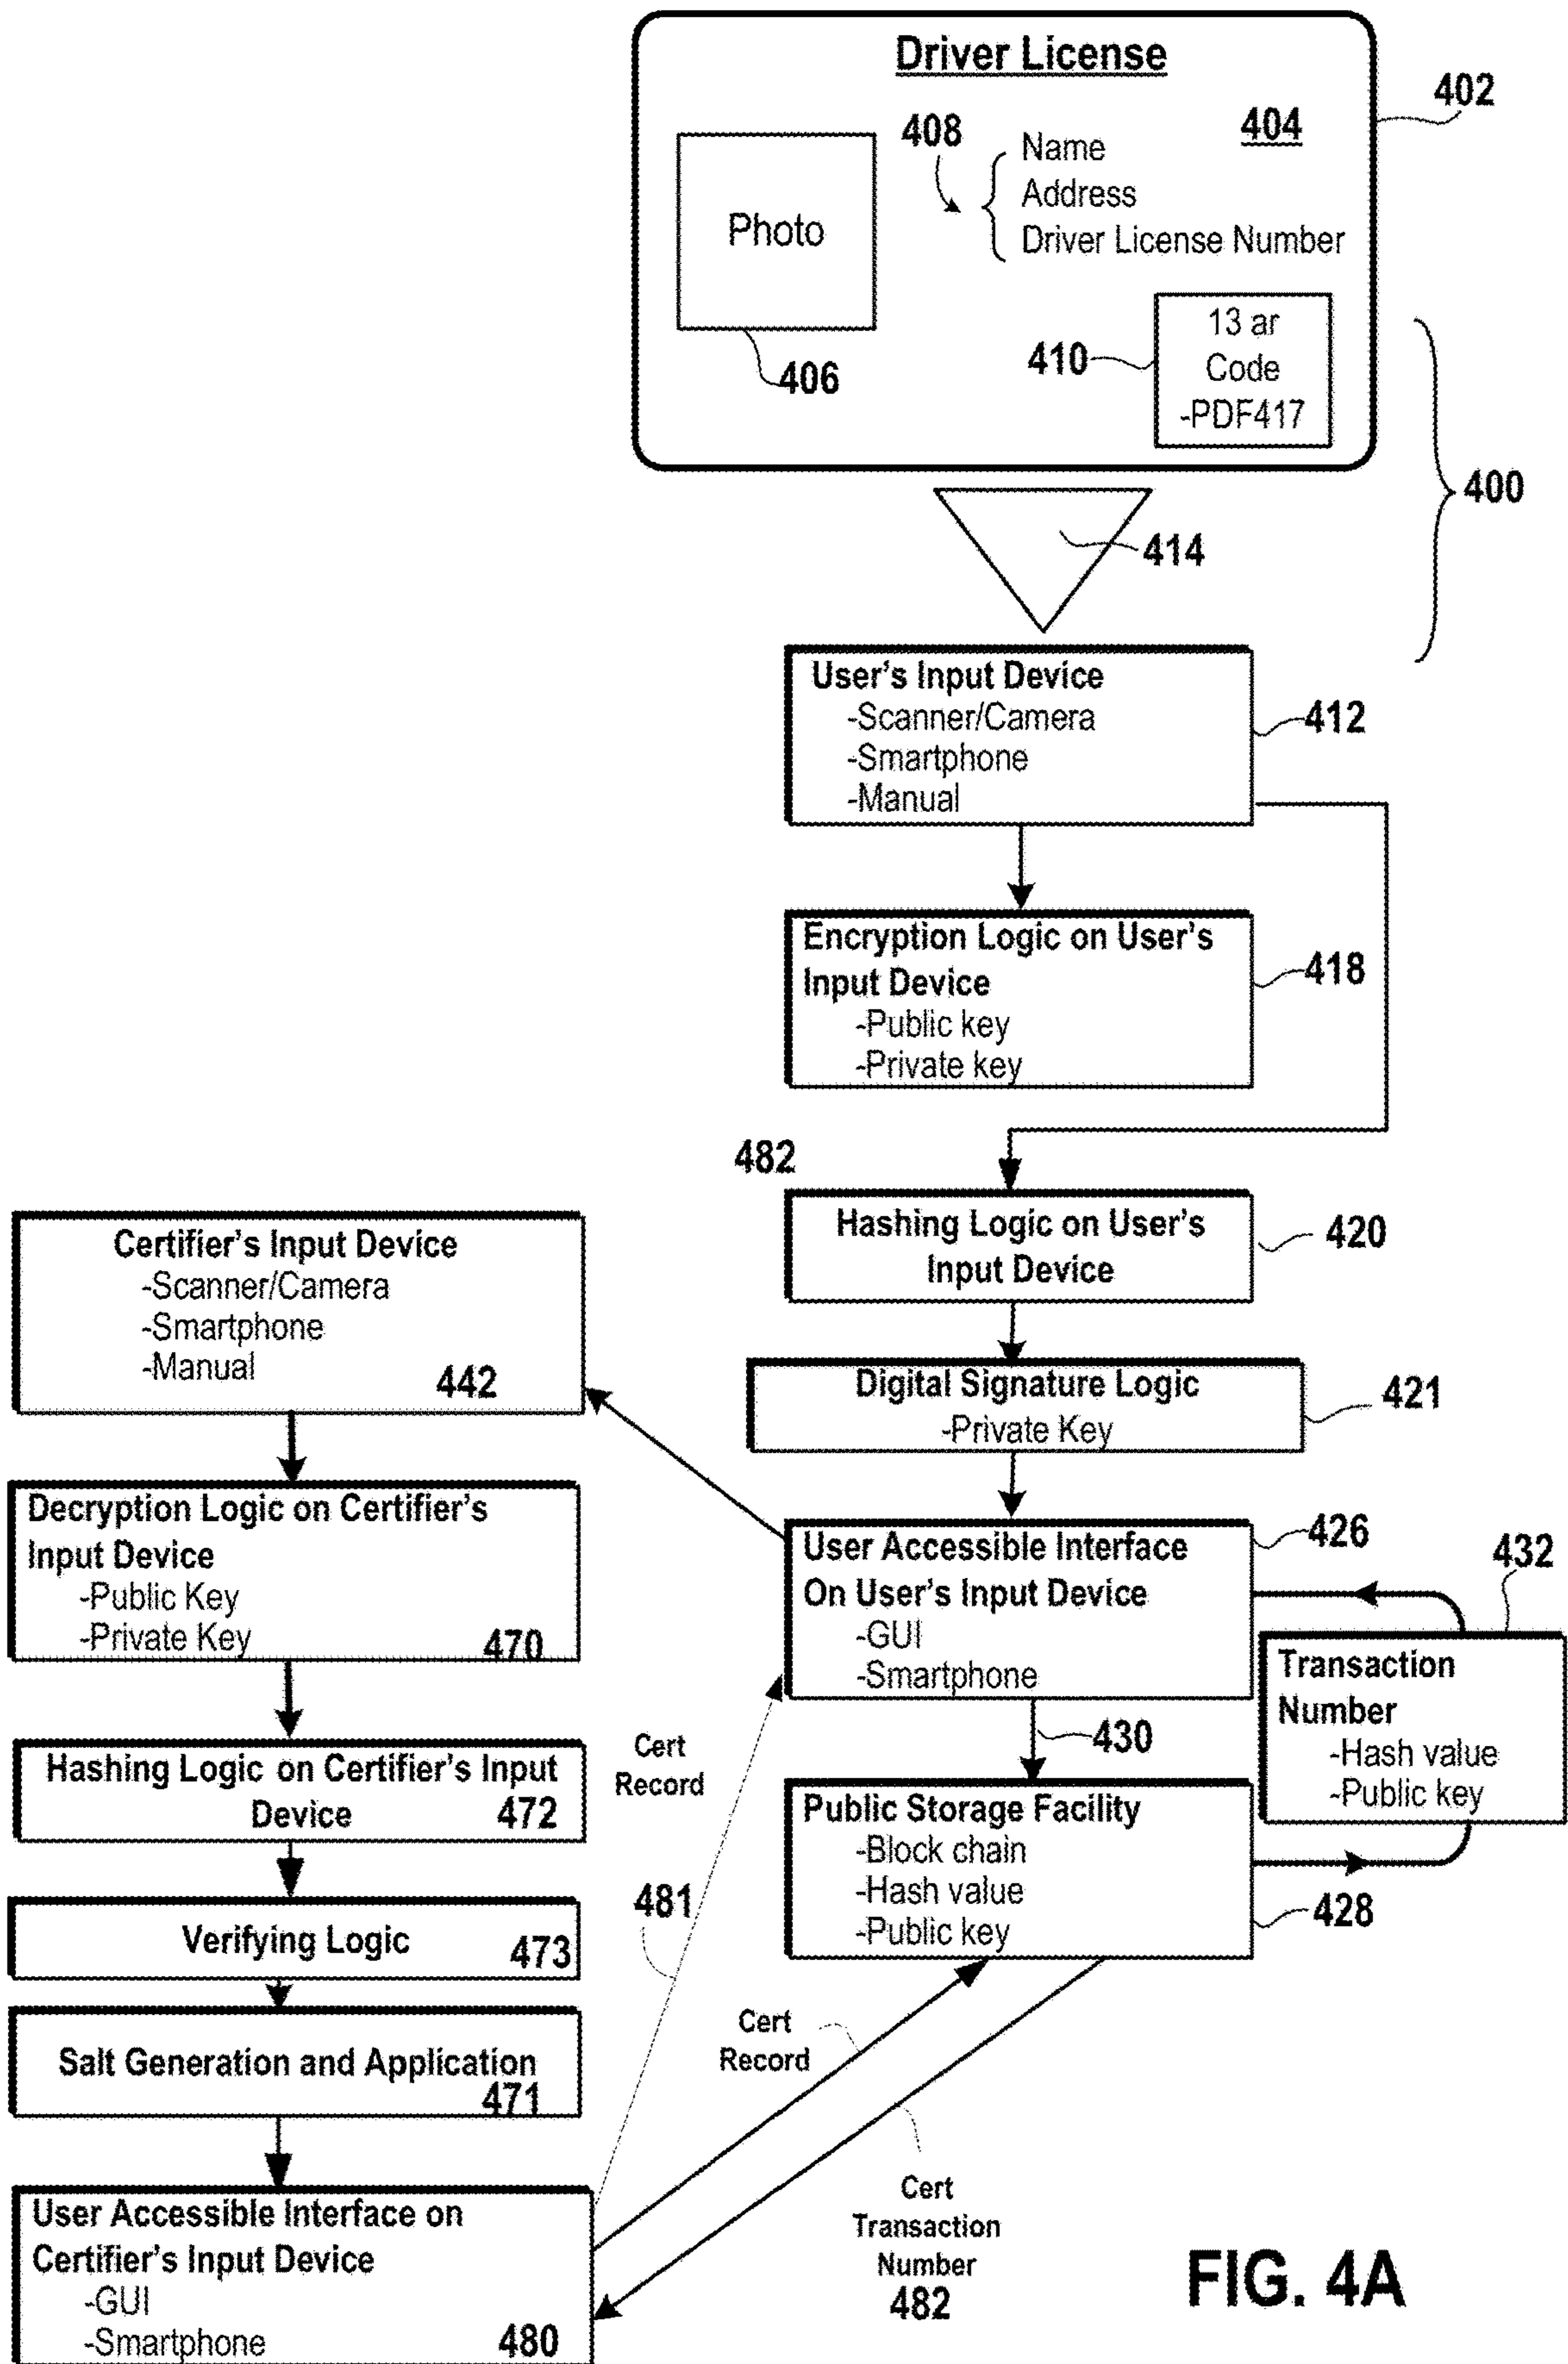 Driver License
402
404
408
Name
Address
Driver License Number
Photo
406
410
13 ar
Code
-PDF417
400
414
User's Input Device
-Scanner/Camera
-Smartphone
-Manual
412
Encryption Logic on User's
Input Device
-Public key
-Private key
418
482
Hashing Logic on User's
Input Device
420
Digital Signature Logic
-Private Key
421
User Accessible Interface
On User's Input Device
-GUI
-Smartphone
426
432
Transaction
Number
-Hash value
-Public key
430
Public Storage Facility
-Block chain
-Hash value
-Public key
428
Certifier's Input Device
-Scanner/Camera
-Smartphone
-Manual
442
Decryption Logic on Certifier's
Input Device
-Public Key
-Private Key
470
Hashing Logic on Certifier's Input
Device
472
Verifying Logic
473
Salt Generation and Application
471
User Accessible Interface on
Certifier's Input Device
-GUI
-Smartphone
480
Cert
Record
481
Cert
Record
Cert
Transaction
Number
482
FIG. 4A